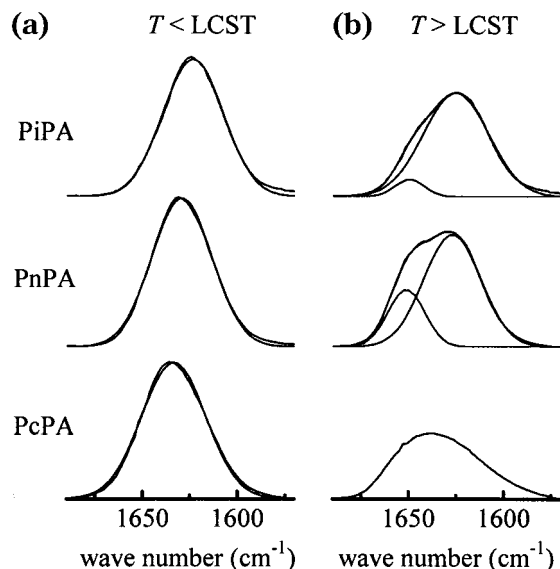 (a) T < LCST (b) T > LCST
PiPA
PnPA
PcPA
1650 1600 1650 1600
wave number (cm⁻¹) wave number (cm⁻¹)